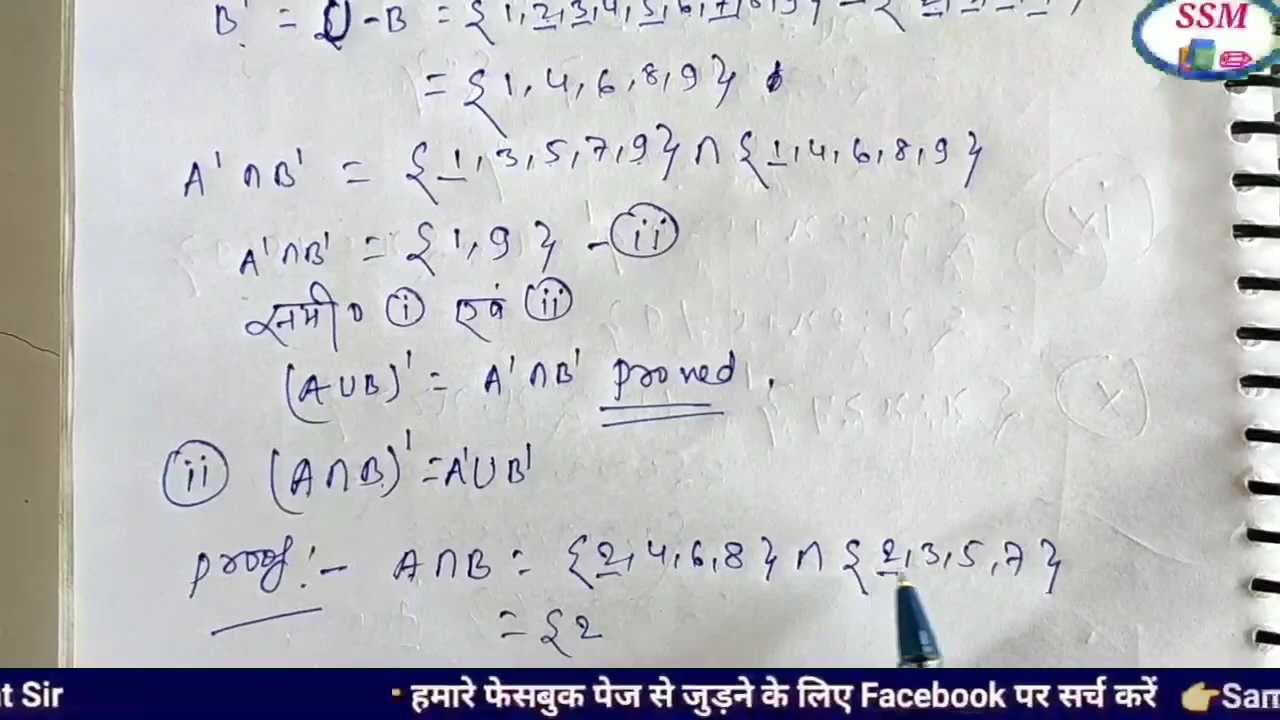 B' = U - B = {1,2,3,4,5,6,7,8,9} -
SSM
= {1,4,6,8,9}
A' ∩ B' = {1,3,5,7,9} ∩ {1,4,6,8,9}
A' ∩ B' = {1,9} - (ii)
समी० (i) एवं (ii)
(A∪B)' = A' ∩ B' proved.
(ii) (A∩B)' = A'∪B'
proof:- A∩B = {2,4,6,8} ∩ {2,3,5,7}
= {2
t Sir · हमारे फेसबुक पेज से जुड़ने के लिए Facebook पर सर्च करें 👉San